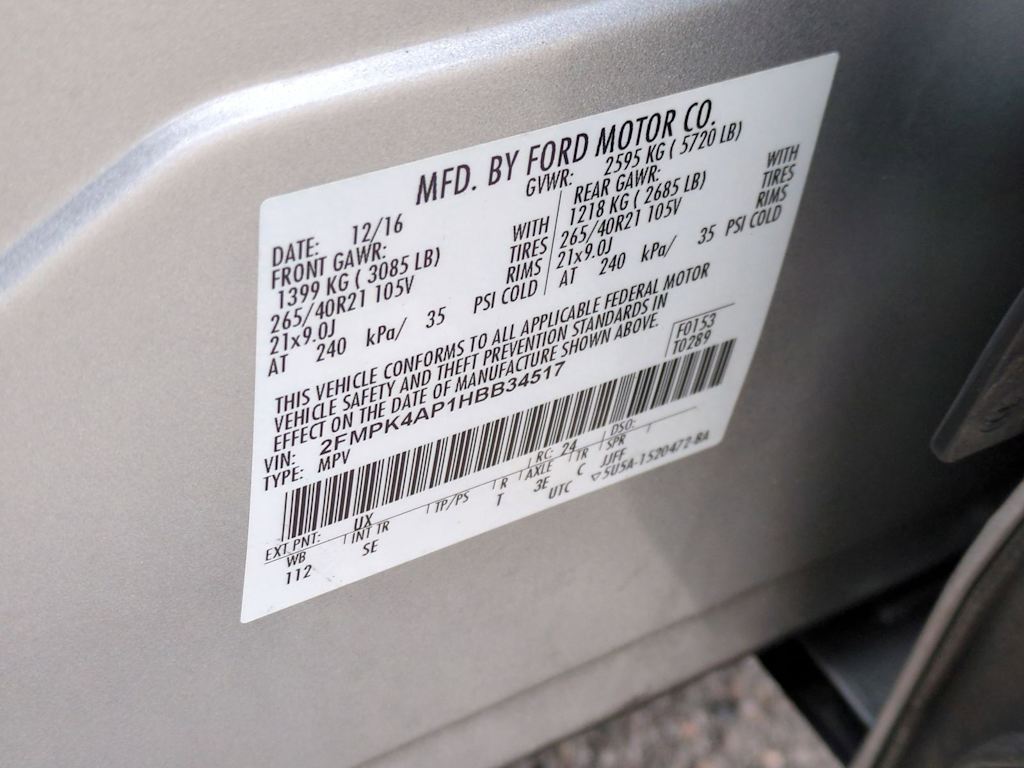 MFD. BY FORD MOTOR CO.
DATE: 12/16
GVWR: 2595 KG ( 5720 LB)
FRONT GAWR:
1399 KG ( 3085 LB) WITH
265/40R21 105V TIRES
21x9.0J RIMS
AT 240 kPa/ 35 PSI COLD
REAR GAWR:
1218 KG ( 2685 LB) WITH
265/40R21 105V TIRES
21x9.0J RIMS
AT 240 kPa/ 35 PSI COLD
THIS VEHICLE CONFORMS TO ALL APPLICABLE FEDERAL MOTOR
VEHICLE SAFETY AND THEFT PREVENTION STANDARDS IN
EFFECT ON THE DATE OF MANUFACTURE SHOWN ABOVE.
VIN: 2FMPK4AP1HBB34517
TYPE: MPV
F0153
T0289
EXT PNT: UX RC: 24 DSO:
WB INT TR TP/PS R AXLE TR SPR
112 SE T 3E C JJFF
UTC ▽5U5A-1520472-BA